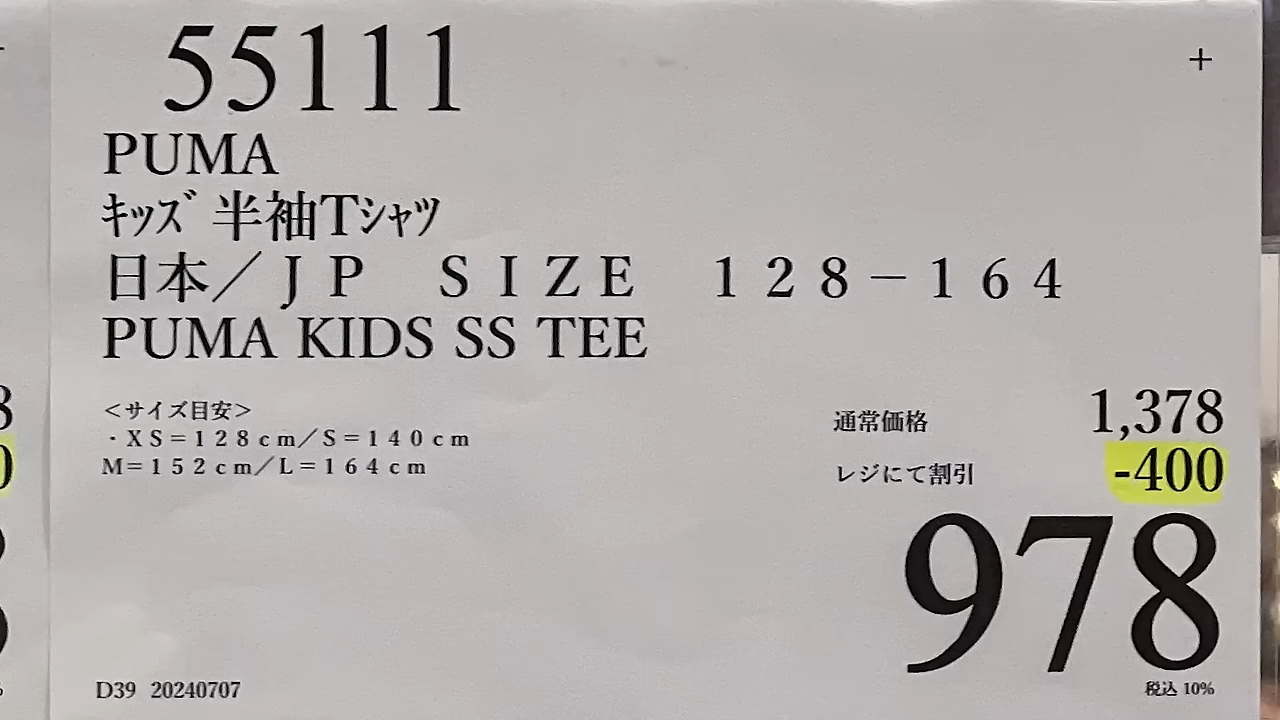 55111
+
PUMA
ｷｯｽﾞ 半袖Tｼｬﾂ
日本／ＪＰ　ＳＩＺＥ　１２８－１６４
PUMA KIDS SS TEE
＜サイズ目安＞
・ＸＳ＝１２８ｃｍ／Ｓ＝１４０ｃｍ
Ｍ＝１５２ｃｍ／Ｌ＝１６４ｃｍ
通常価格 1,378
レジにて割引 -400
978
税込 10%
D39 20240707